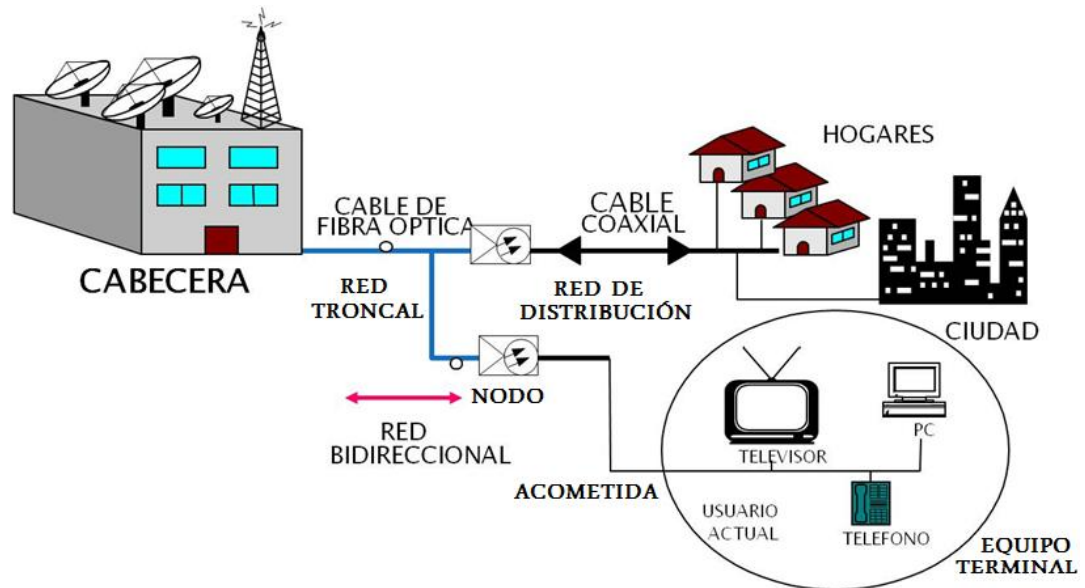 HOGARES
CABLE DE
FIBRA OPTICA
CABLE
COAXIAL
CABECERA
RED
TRONCAL
RED DE
DISTRIBUCIÓN
CIUDAD
NODO
RED
BIDIRECCIONAL
TELEVISOR
PC
ACOMETIDA
USUARIO
ACTUAL
TELEFONO
EQUIPO
TERMINAL